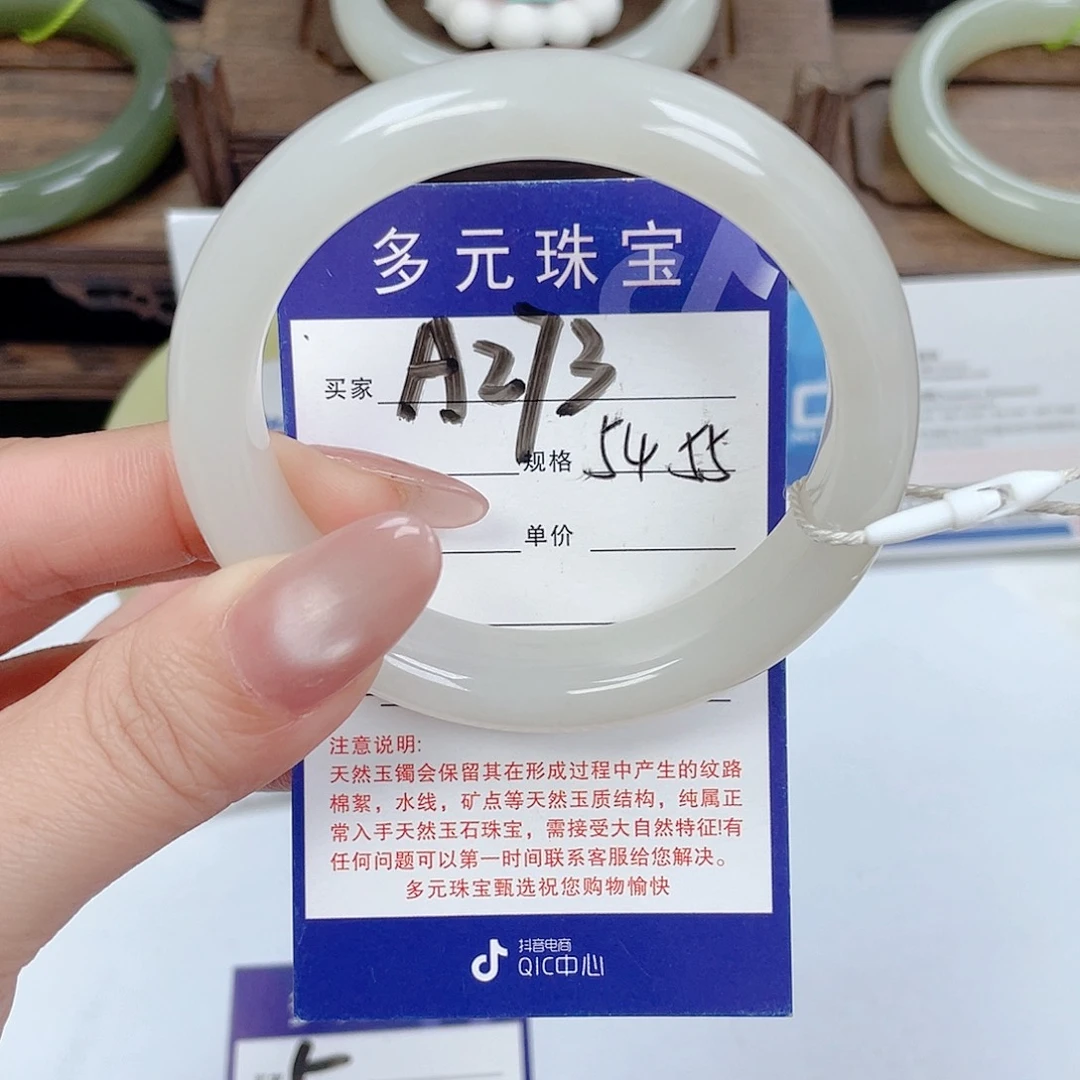 多元珠宝
买家 A273
规格 54 55
单价
注意说明:
天然玉镯会保留其在形成过程中产生的纹路
棉絮，水线，矿点等天然玉质结构，纯属正
常入手天然玉石珠宝，需接受大自然特征!有
任何问题可以第一时间联系客服给您解决。
多元珠宝甄选祝您购物愉快
抖音电商
QIC中心